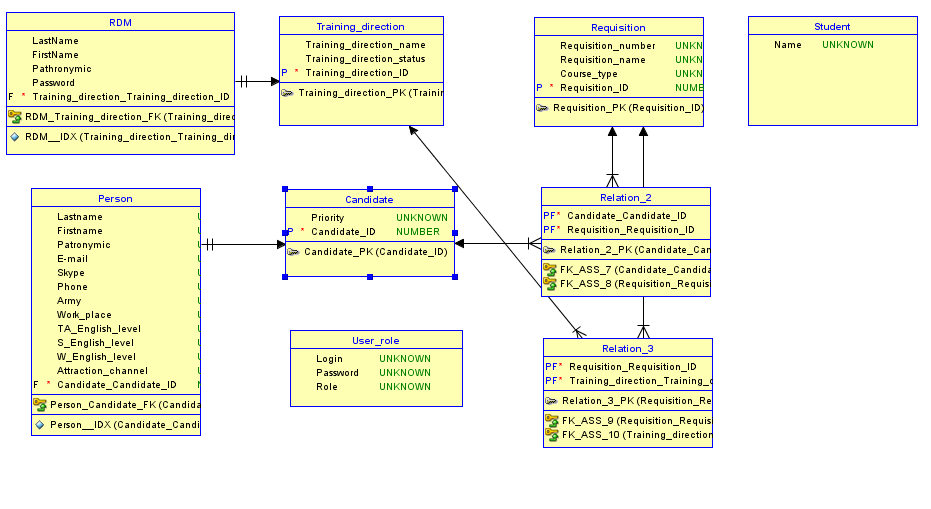 RDM
LastName
FirstName
Pathronymic
Password
F * Training_direction_Training_direction_ID
RDM_Training_direction_FK (Training_direc
RDM__IDX (Training_direction_Training_di
Training_direction
Training_direction_name
Training_direction_status
P * Training_direction_ID
Training_direction_PK (Trainin
Requisition
Requisition_number UNKN
Requisition_name UNKN
Course_type UNKN
P * Requisition_ID NUME
Requisition_PK (Requisition_ID)
Student
Name UNKNOWN
Person
Lastname
Firstname
Patronymic
E-mail
Skype
Phone
Army
Work_place
TA_English_level
S_English_level
W_English_level
Attraction_channel
F * Candidate_Candidate_ID
Person_Candidate_FK (Candida
Person__IDX (Candidate_Candi
Candidate
Priority UNKNOWN
P * Candidate_ID NUMBER
Candidate_PK (Candidate_ID)
Relation_2
PF* Candidate_Candidate_ID
PF* Requisition_Requisition_ID
Relation_2_PK (Candidate_Can
FK_ASS_7 (Candidate_Candida
FK_ASS_8 (Requisition_Requis
User_role
Login UNKNOWN
Password UNKNOWN
Role UNKNOWN
Relation_3
PF* Requisition_Requisition_ID
PF* Training_direction_Training_d
Relation_3_PK (Requisition_Re
FK_ASS_9 (Requisition_Requis
FK_ASS_10 (Training_direction